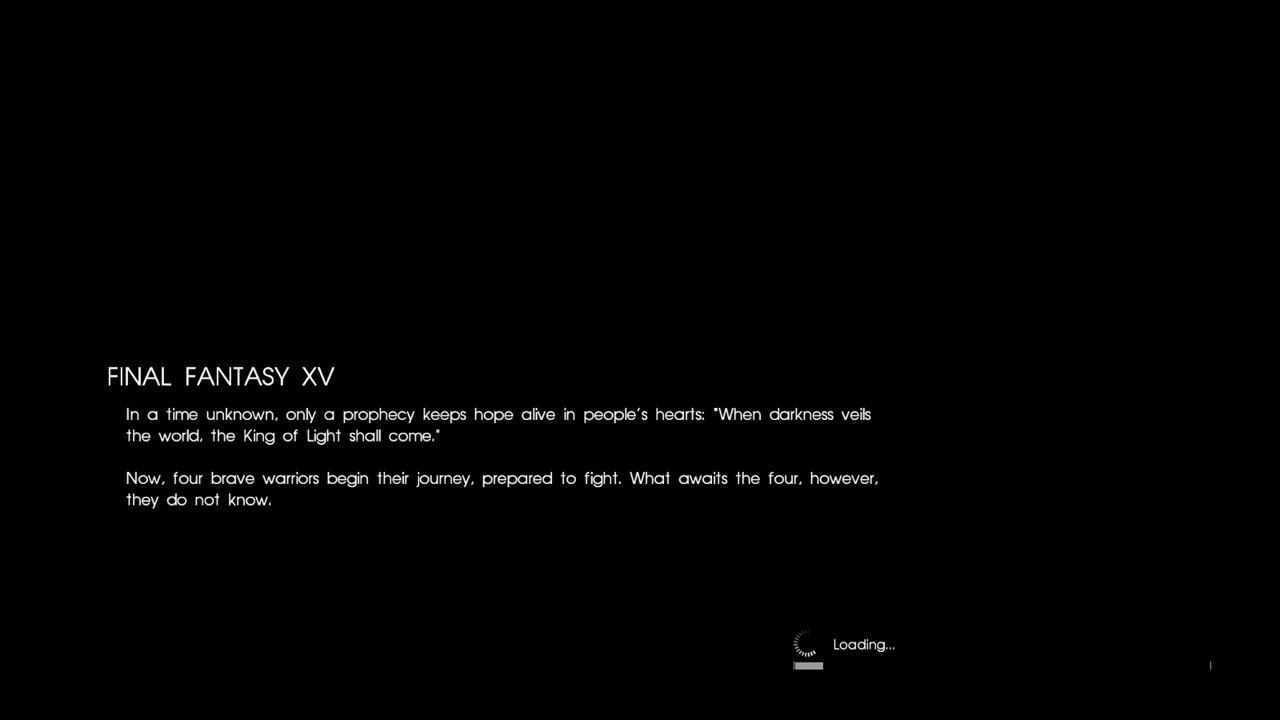 FINAL FANTASY XV
In a time unknown, only a prophecy keeps hope alive in people's hearts: "When darkness veils
the world, the King of Light shall come."
Now, four brave warriors begin their journey, prepared to fight. What awaits the four, however,
they do not know.
Loading...